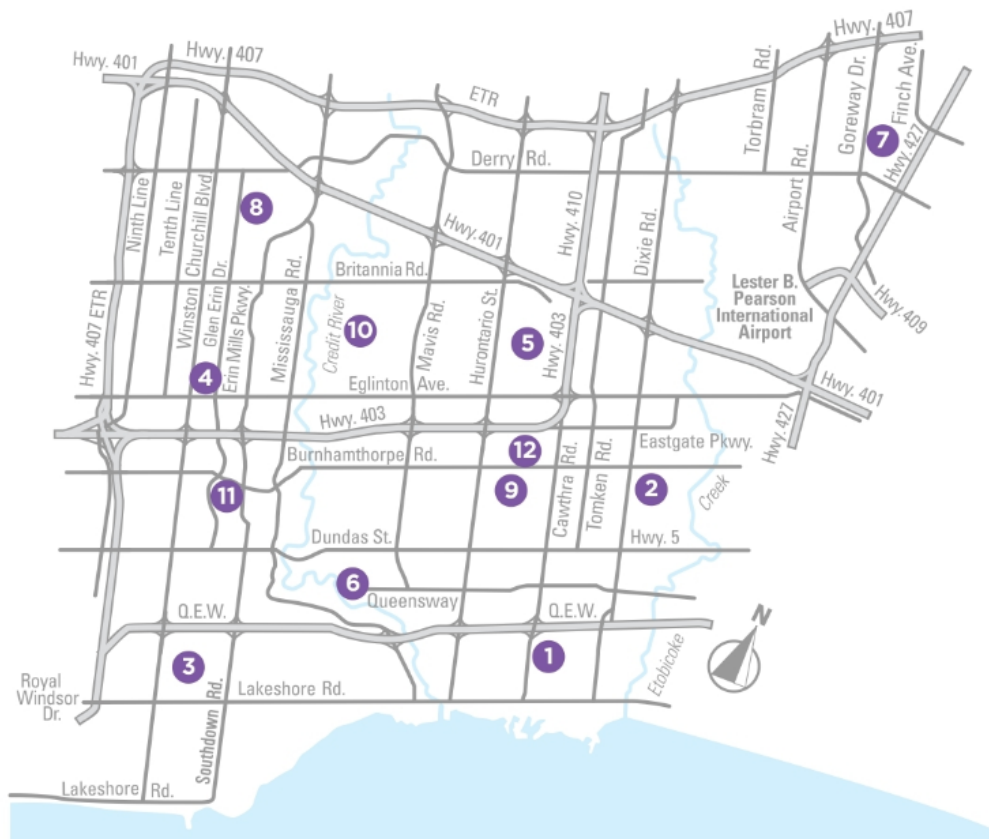 Hwy. 401
Hwy. 407
ETR
Hwy. 407
Torbram Rd.
Goreway Dr.
Finch Ave.
7
Hwy. 427
Derry Rd.
Airport Rd.
Ninth Line
Tenth Line
Winston Churchill Blvd
Glen Erin Dr.
Erin Mills Pkwy.
8
Mississauga Rd.
Hwy. 401
Hwy. 410
Dixie Rd.
Britannia Rd.
Lester B.
Pearson
International
Airport
Hwy. 409
Hwy. 407 ETR
Credit River
10
Mavis Rd.
Hurontario St.
5
Hwy. 403
4
Eglinton Ave.
Hwy. 401
Hwy. 427
Hwy. 403
Eastgate Pkwy.
Burnhamthorpe Rd.
12
Cawthra Rd.
Tomken Rd.
11
9
2
Creek
Dundas St.
Hwy. 5
6
Queensway
Q.E.W.
Q.E.W.
N
3
1
Etobicoke
Royal
Windsor
Dr.
Southdown Rd.
Lakeshore Rd.
Lakeshore Rd.